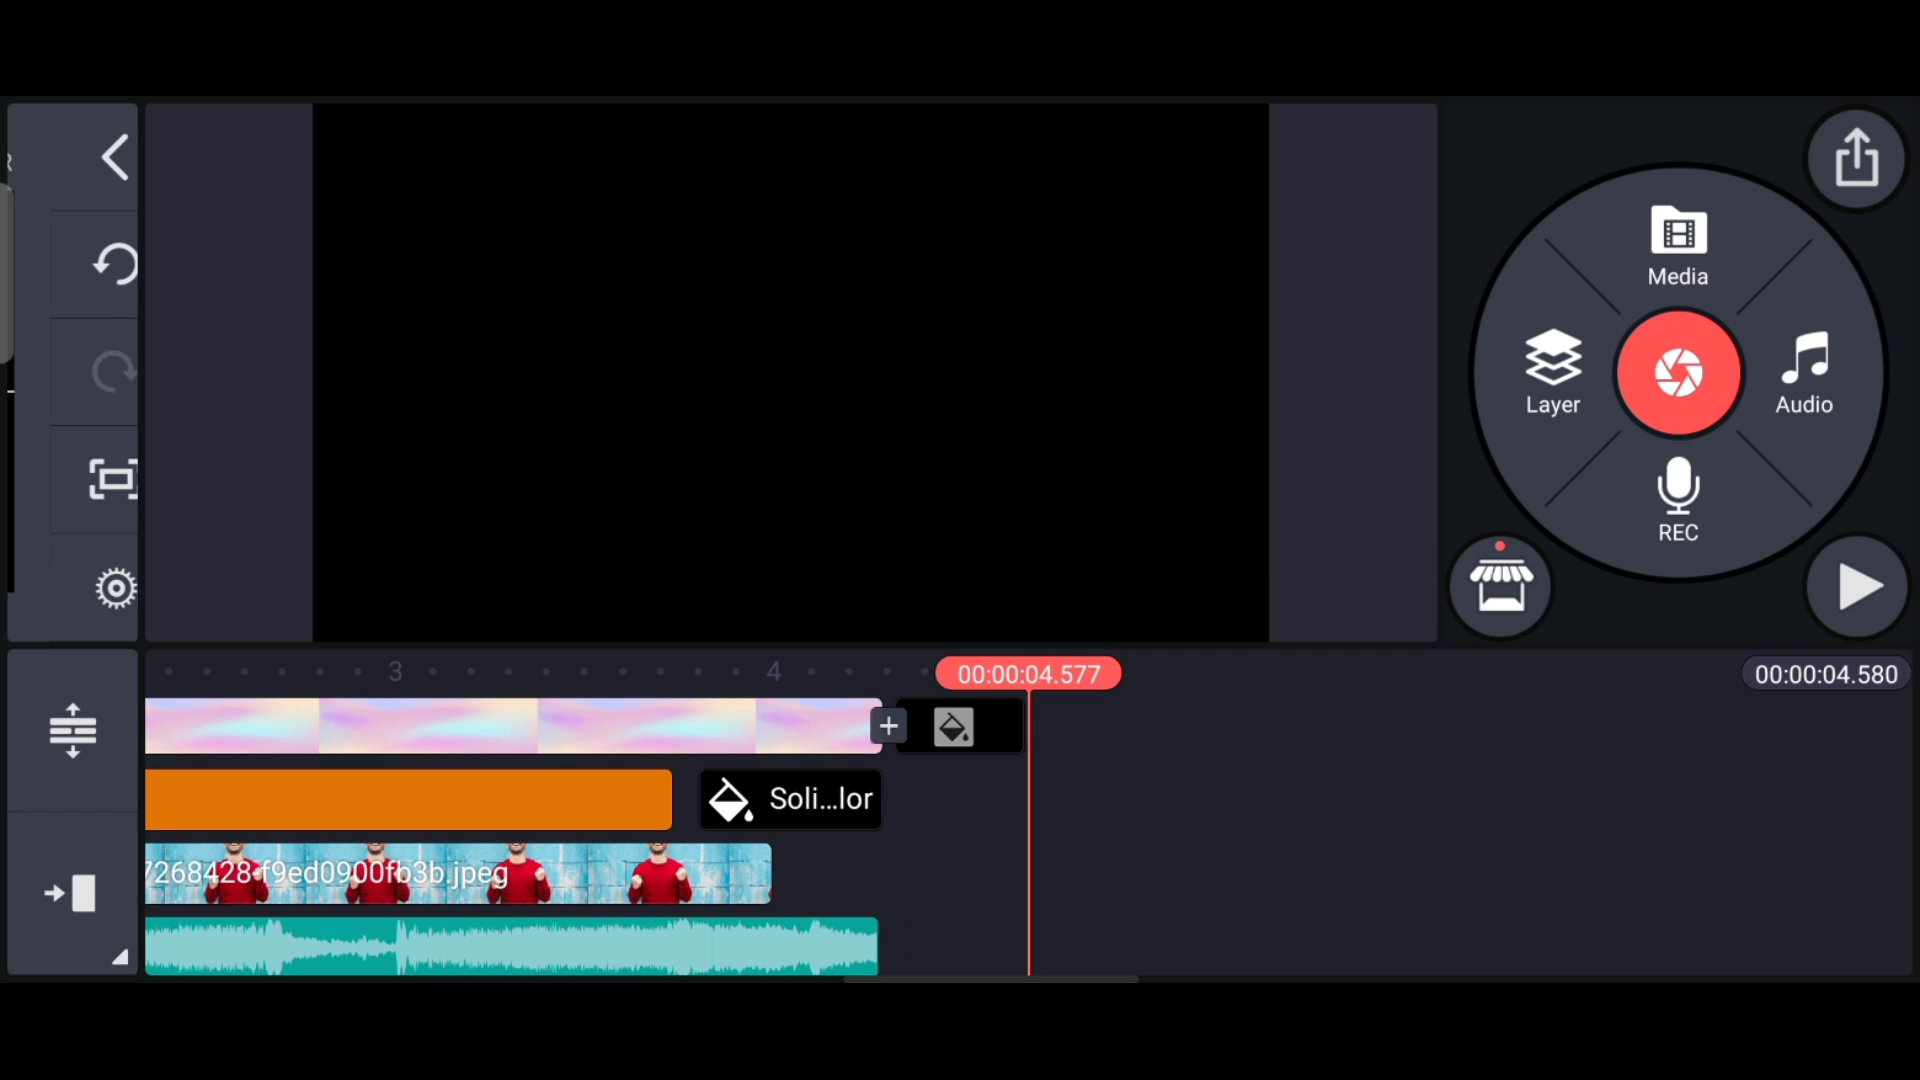 Media
Layer
Audio
REC
3
4
00:00:04.577
00:00:04.580
Soli...lor
7268428-f9ed0900fb3b.jpeg